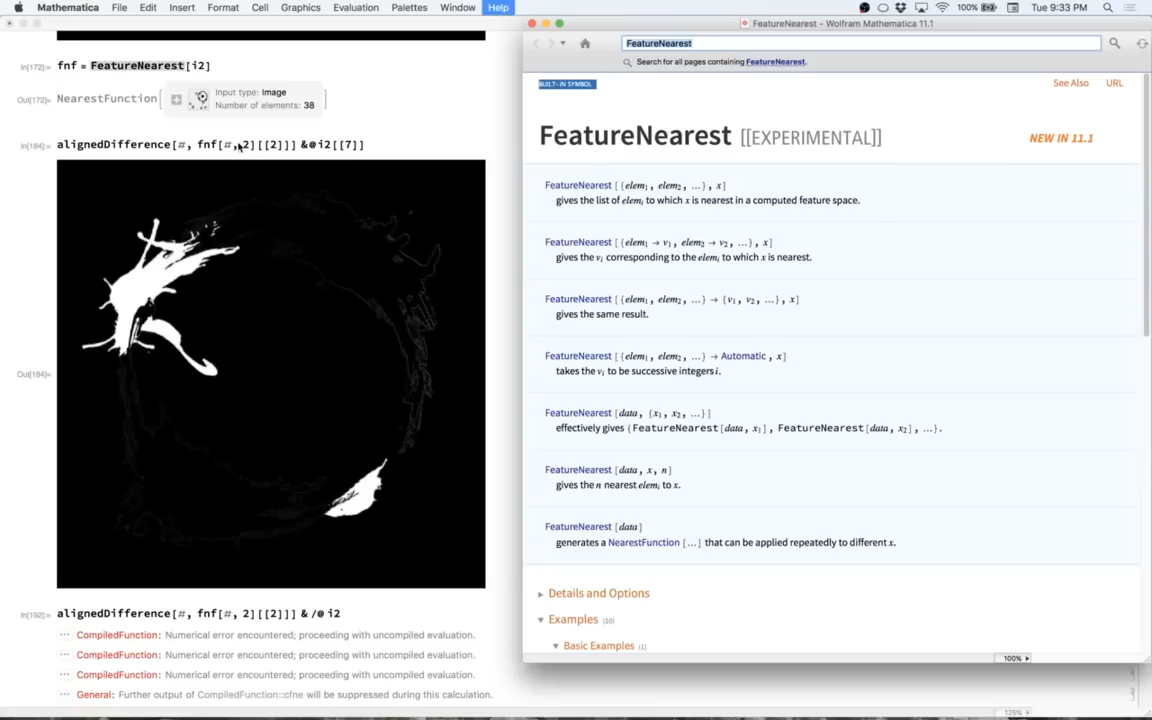 Mathematica File Edit Insert Format Cell Graphics Evaluation Palettes Window Help 100% Tue 9:33 PM
FeatureNearest - Wolfram Mathematica 11.1
In[172]:= fnf = FeatureNearest[i2]
Out[172]= NearestFunction[ Input type: Image
Number of elements: 38 ]
In[184]:= alignedDifference[#, fnf[#, 2][[2]]] &@i2[[7]]
Out[184]=
In[192]:= alignedDifference[#, fnf[#, 2][[2]]] & /@ i2
··· CompiledFunction: Numerical error encountered; proceeding with uncompiled evaluation.
··· CompiledFunction: Numerical error encountered; proceeding with uncompiled evaluation.
··· CompiledFunction: Numerical error encountered; proceeding with uncompiled evaluation.
··· General: Further output of CompiledFunction::cfne will be suppressed during this calculation.
125%
FeatureNearest
Search for all pages containing FeatureNearest.
BUILT-IN SYMBOL See Also URL
FeatureNearest [[EXPERIMENTAL]] NEW IN 11.1
FeatureNearest [{elem₁, elem₂, …}, x]
gives the list of elemᵢ to which x is nearest in a computed feature space.
FeatureNearest [{elem₁ → v₁, elem₂ → v₂, …}, x]
gives the vᵢ corresponding to the elemᵢ to which x is nearest.
FeatureNearest [{elem₁, elem₂, …} → {v₁, v₂, …}, x]
gives the same result.
FeatureNearest [{elem₁, elem₂, …} → Automatic, x]
takes the vᵢ to be successive integers i.
FeatureNearest [data, {x₁, x₂, …}]
effectively gives {FeatureNearest[data, x₁], FeatureNearest[data, x₂], …}.
FeatureNearest [data, x, n]
gives the n nearest elemᵢ to x.
FeatureNearest [data]
generates a NearestFunction […] that can be applied repeatedly to different x.
Details and Options
Examples (10)
Basic Examples (1)
100%